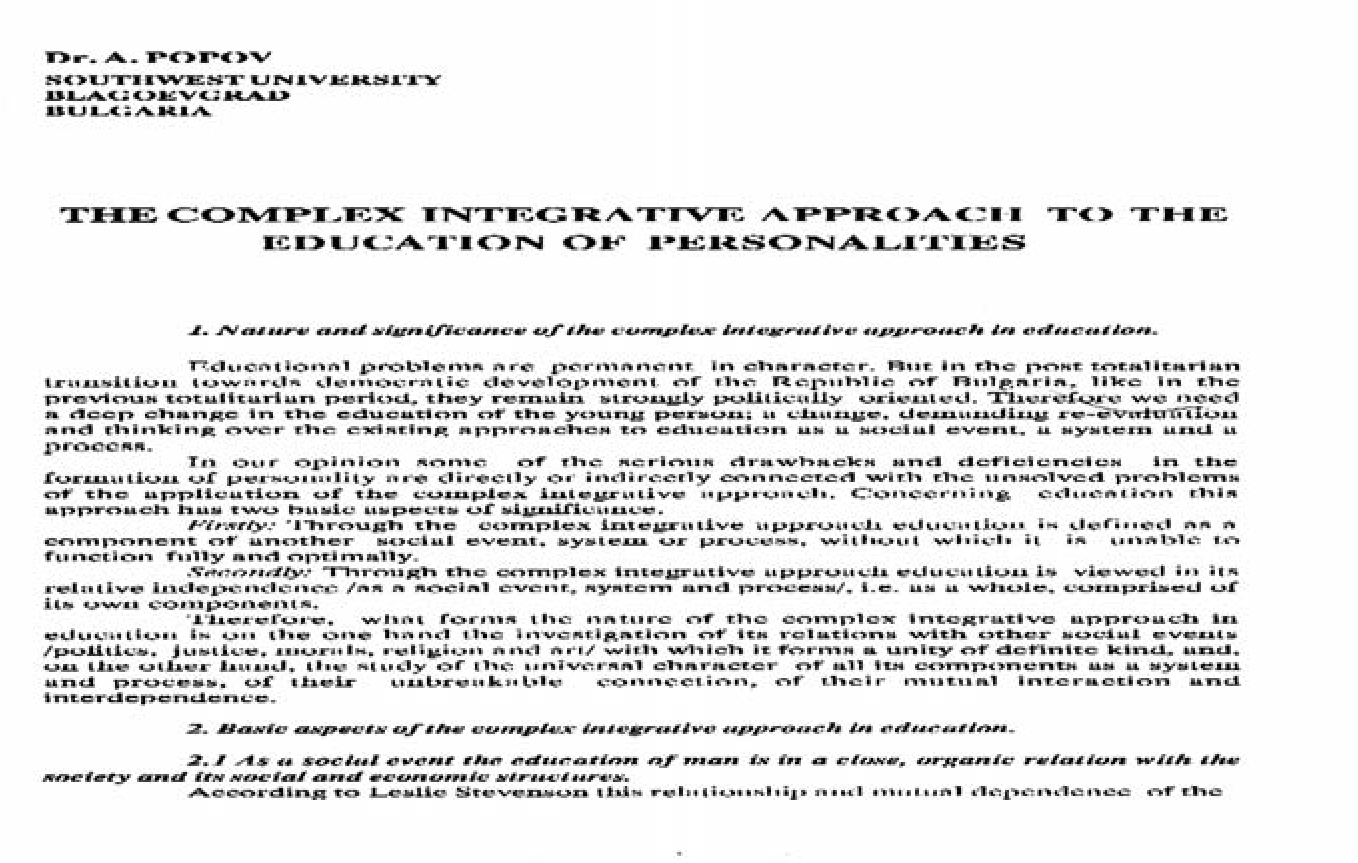 Dr. A. POPOV
SOUTHWEST UNIVERSITY
BLAGOEVGRAD
BULGARIA
THE COMPLEX INTEGRATIVE APPROACH TO THE
EDUCATION OF PERSONALITIES
1. Nature and significance of the complex integrative approach in education.
Educational problems are permanent in character. But in the post totalitarian
transition towards democratic development of the Republic of Bulgaria, like in the
previous totalitarian period, they remain strongly politically oriented. Therefore we need
a deep change in the education of the young person; a change, demanding re-evaluation
and thinking over the existing approaches to education as a social event, a system and a
process.
In our opinion some of the serious drawbacks and deficiencies in the
formation of personality are directly or indirectly connected with the unsolved problems
of the application of the complex integrative approach. Concerning education this
approach has two basic aspects of significance.
Firstly: Through the complex integrative approach education is defined as a
component of another social event, system or process, without which it is unable to
function fully and optimally.
Secondly: Through the complex integrative approach education is viewed in its
relative independence /as a social event, system and process/, i.e. as a whole, comprised of
its own components.
Therefore, what forms the nature of the complex integrative approach in
education is on the one hand the investigation of its relations with other social events
/politics, justice, morals, religion and art/ with which it forms a unity of definite kind, and,
on the other hand, the study of the universal character of all its components as a system
and process, of their unbreakable connection, of their mutual interaction and
interdependence.
2. Basic aspects of the complex integrative approach in education.
2.1 As a social event the education of man is in a close, organic relation with the
society and its social and economic structures.
According to Leslie Stevenson this relationship and mutual dependence of the